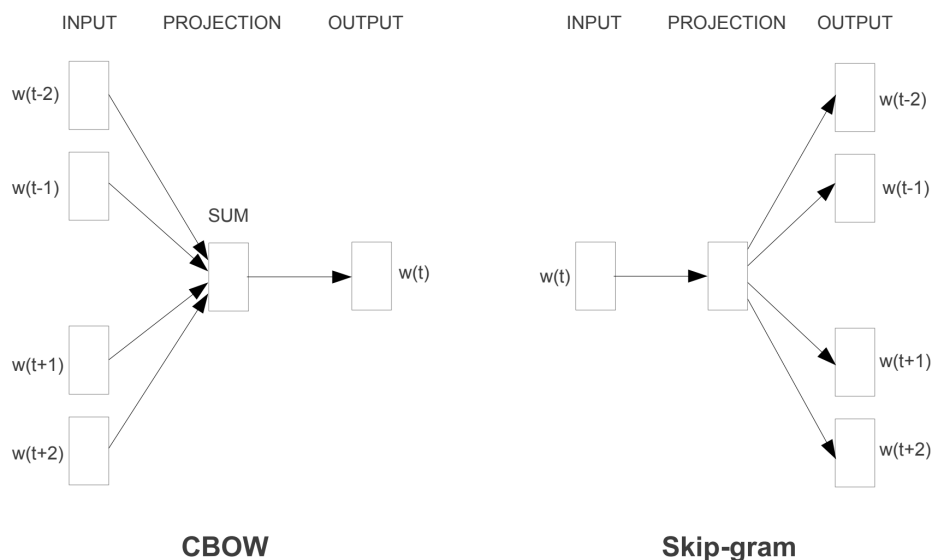 INPUT PROJECTION OUTPUT
w(t-2)
w(t-1)
SUM
w(t)
w(t+1)
w(t+2)
CBOW
INPUT PROJECTION OUTPUT
w(t-2)
w(t-1)
w(t)
w(t+1)
w(t+2)
Skip-gram